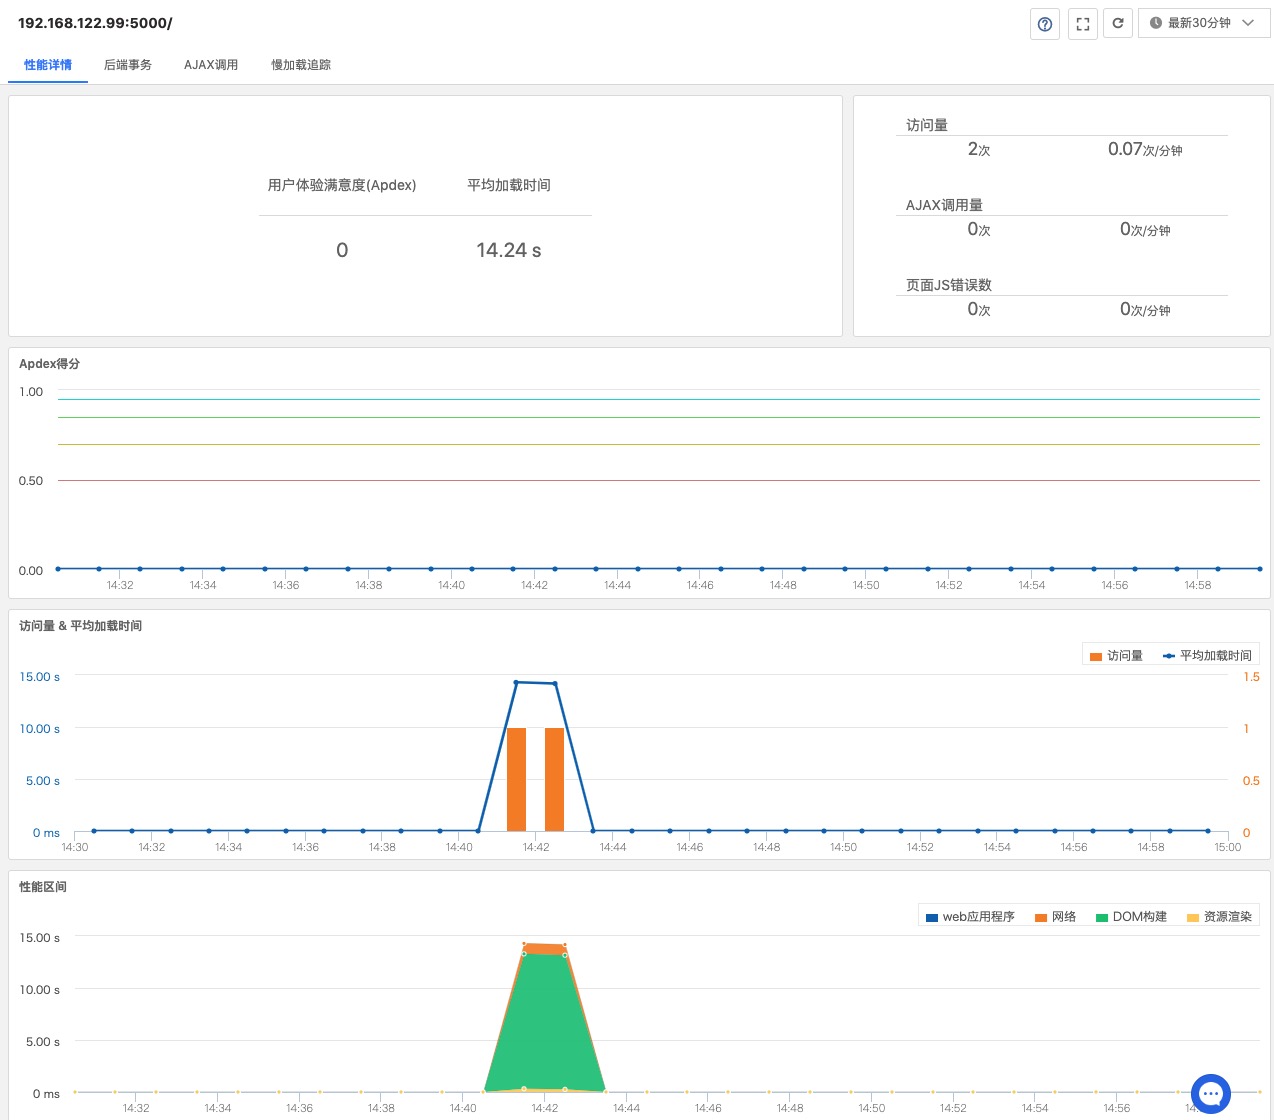 192.168.122.99:5000/
最新30分钟
性能详情 后端事务 AJAX调用 慢加载追踪
用户体验满意度(Apdex) 平均加载时间
0 14.24 s
访问量
2次 0.07次/分钟
AJAX调用量
0次 0次/分钟
页面JS错误数
0次 0次/分钟
Apdex得分
1.00
0.50
0.00
14:32 14:34 14:36 14:38 14:40 14:42 14:44 14:46 14:48 14:50 14:52 14:54 14:56 14:58
访问量 & 平均加载时间
访问量 平均加载时间
15.00 s 1.5
10.00 s 1
5.00 s 0.5
0 ms 0
14:30 14:32 14:34 14:36 14:38 14:40 14:42 14:44 14:46 14:48 14:50 14:52 14:54 14:56 14:58 15:00
性能区间
web应用程序 网络 DOM构建 资源渲染
15.00 s
10.00 s
5.00 s
0 ms
14:32 14:34 14:36 14:38 14:40 14:42 14:44 14:46 14:48 14:50 14:52 14:54 14:56